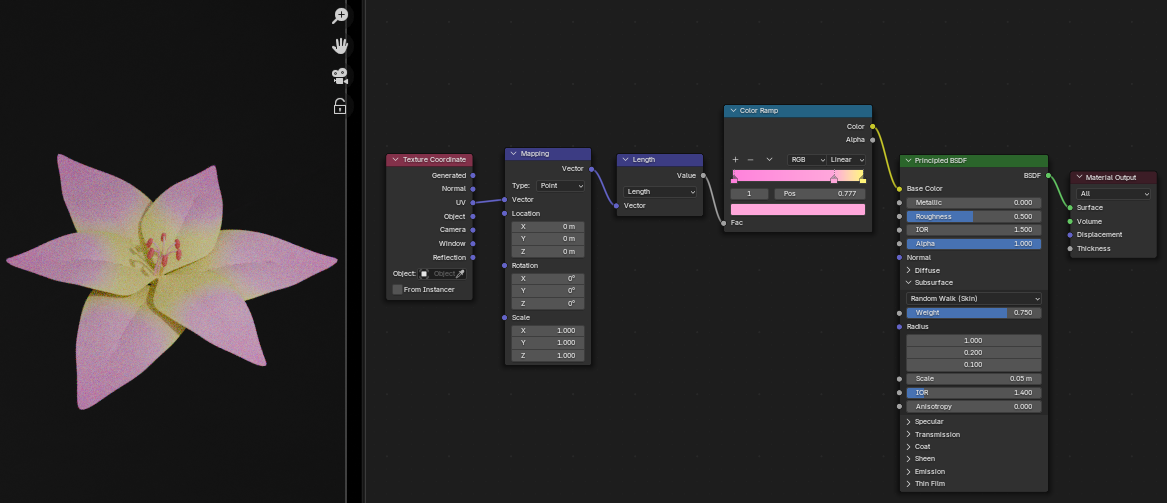 Texture Coordinate
Generated
Normal
UV
Object
Camera
Window
Reflection
Object: Object
From Instancer
Mapping
Vector
Type: Point
Vector
Location
X 0 m
Y 0 m
Z 0 m
Rotation
X 0°
Y 0°
Z 0°
Scale
X 1.000
Y 1.000
Z 1.000
Length
Value
Length
Vector
Color Ramp
Color
Alpha
RGB Linear
1 Pos 0.777
Fac
Principled BSDF
BSDF
Base Color
Metallic 0.000
Roughness 0.500
IOR 1.500
Alpha 1.000
Normal
Diffuse
Subsurface
Random Walk (Skin)
Weight 0.750
Radius
1.000
0.200
0.100
Scale 0.05 m
IOR 1.400
Anisotropy 0.000
Specular
Transmission
Coat
Sheen
Emission
Thin Film
Material Output
All
Surface
Volume
Displacement
Thickness